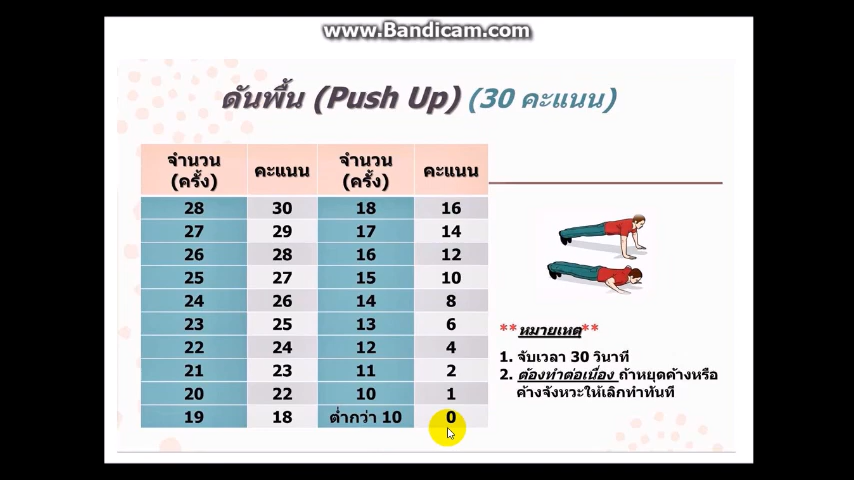 www.Bandicam.com
ดันพื้น (Push Up) (30 คะแนน)
จำนวน (ครั้ง) คะแนน จำนวน (ครั้ง) คะแนน
28 30 18 16
27 29 17 14
26 28 16 12
25 27 15 10
24 26 14 8
23 25 13 6
22 24 12 4
21 23 11 2
20 22 10 1
19 18 ต่ำกว่า 10 0
**หมายเหตุ**
1. จับเวลา 30 วินาที
2. ต้องทำต่อเนื่อง ถ้าหยุดค้างหรือ
ค้างจังหวะให้เลิกทำทันที